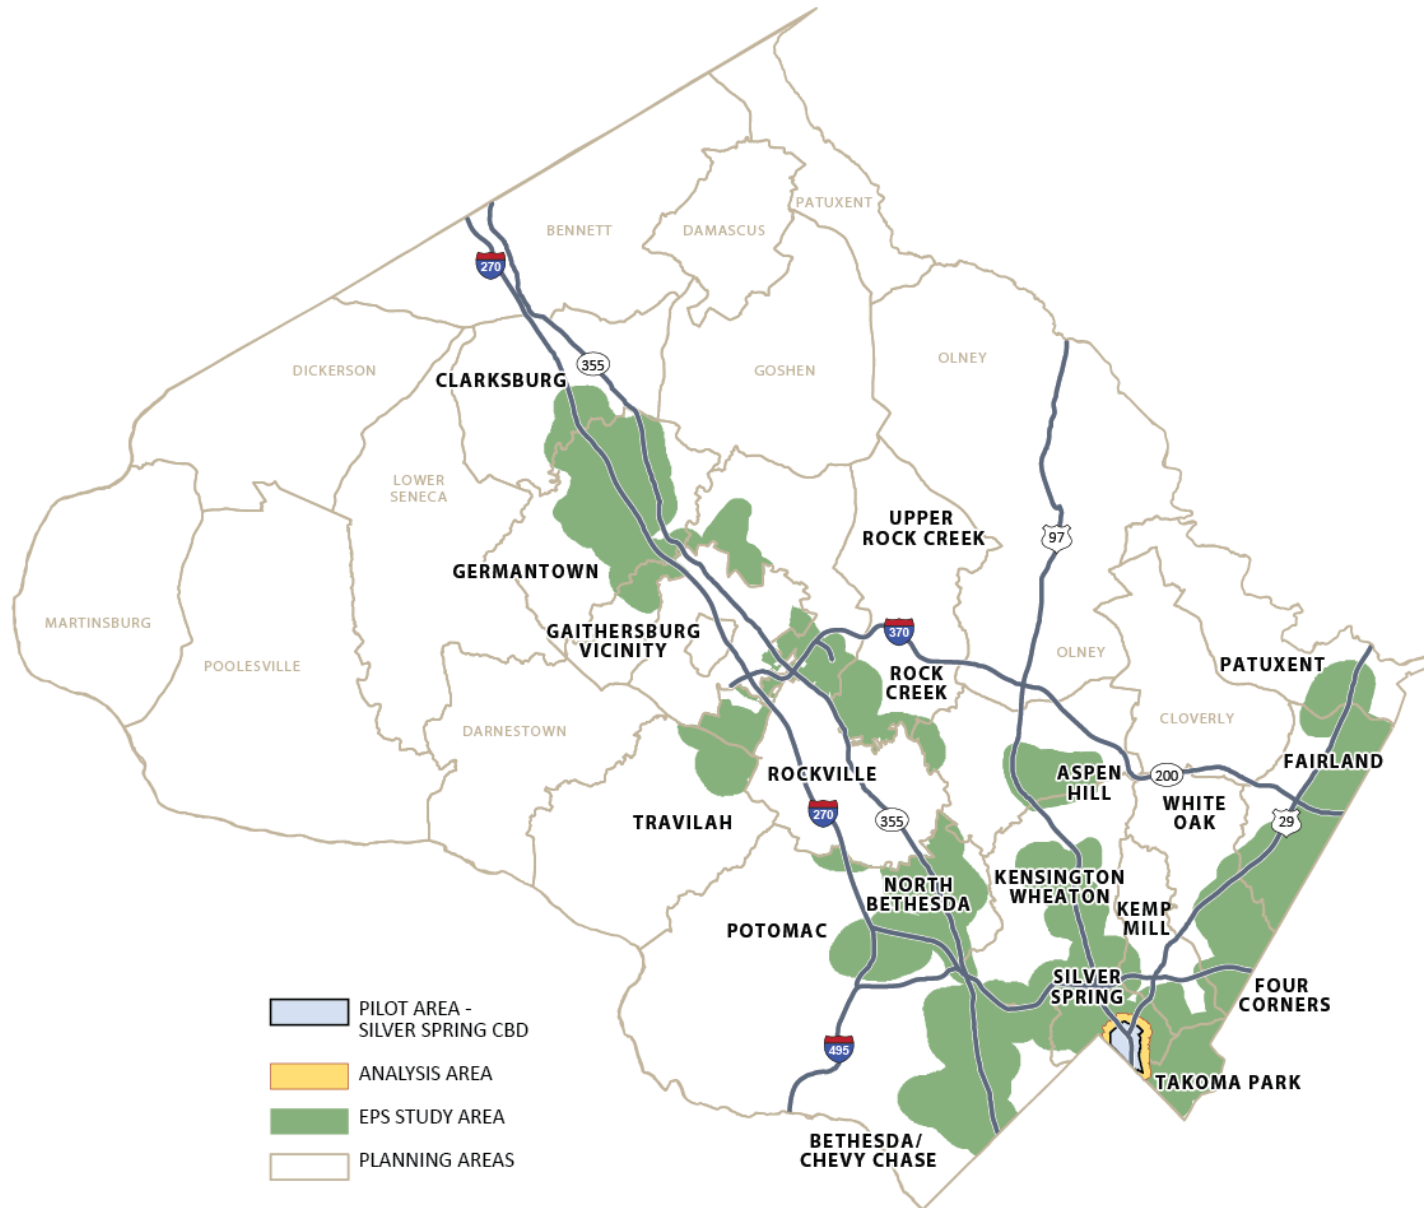 PATUXENT
BENNETT
DAMASCUS
270
355
DICKERSON
CLARKSBURG
GOSHEN
OLNEY
LOWER
SENECA
UPPER
ROCK CREEK
97
GERMANTOWN
MARTINSBURG
GAITHERSBURG
VICINITY
370
POOLESVILLE
OLNEY
PATUXENT
ROCK
CREEK
DARNESTOWN
CLOVERLY
ROCKVILLE
ASPEN
HILL
200
FAIRLAND
TRAVILAH
270
355
WHITE
OAK
29
NORTH
BETHESDA
KENSINGTON
WHEATON
KEMP
MILL
POTOMAC
SILVER
SPRING
FOUR
CORNERS
495
TAKOMA PARK
BETHESDA/
CHEVY CHASE
PILOT AREA -
SILVER SPRING CBD
ANALYSIS AREA
EPS STUDY AREA
PLANNING AREAS